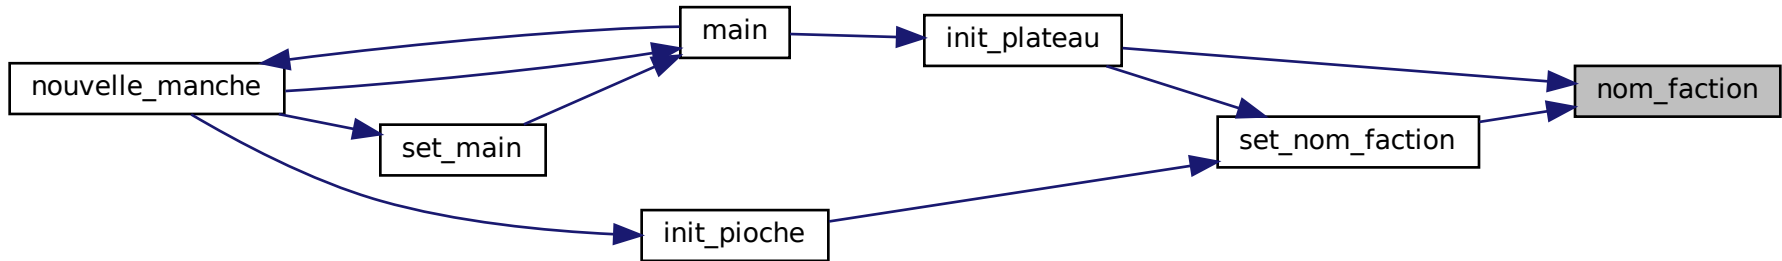 main
init_plateau
nouvelle_manche
nom_faction
set_main
set_nom_faction
init_pioche